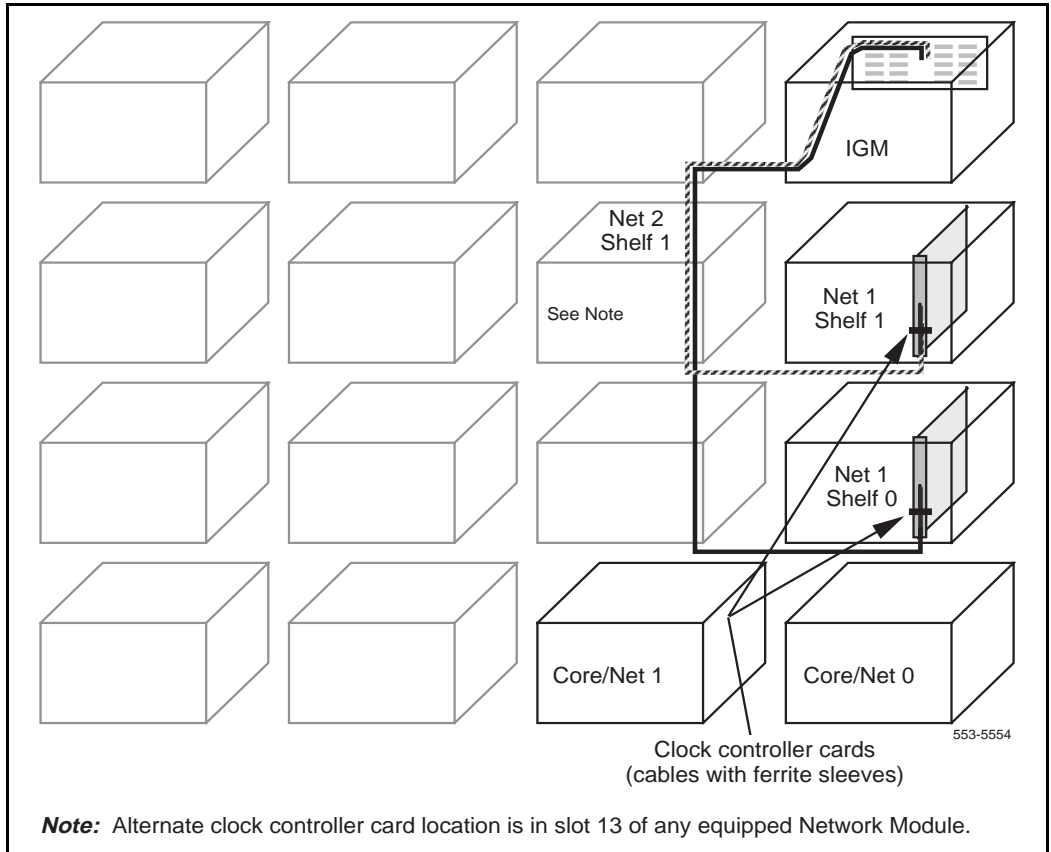 IGM
Net 2
Shelf 1
See Note
Net 1
Shelf 1
Net 1
Shelf 0
Core/Net 1
Core/Net 0
553-5554
Clock controller cards
(cables with ferrite sleeves)
Note: Alternate clock controller card location is in slot 13 of any equipped Network Module.